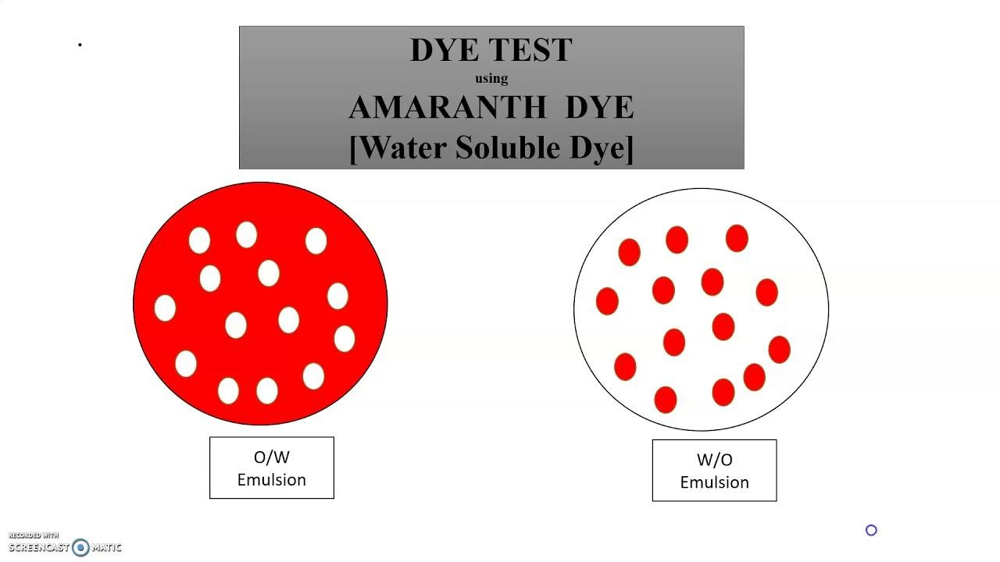 DYE TEST
using
AMARANTH DYE
[Water Soluble Dye]
O/W
Emulsion
W/O
Emulsion
RECORDED WITH
SCREENCAST MATIC